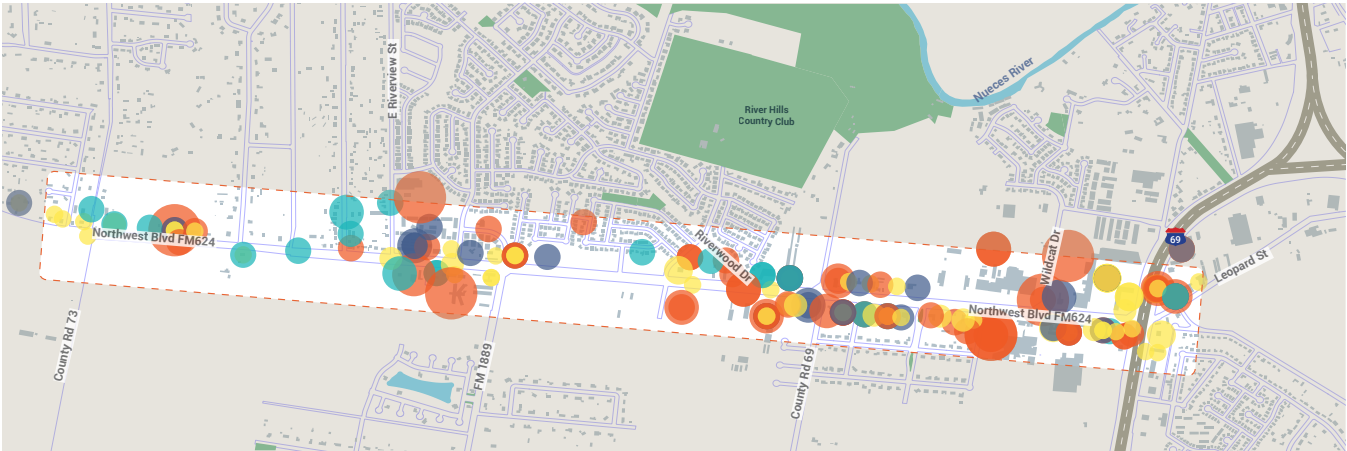 E Riverview St
River Hills
Country Club
Nueces River
Northwest Blvd FM624
Riverwood Dr
Wildcat Dr
69
Leopard St
Northwest Blvd FM624
County Rd 73
FM 1889
County Rd 69